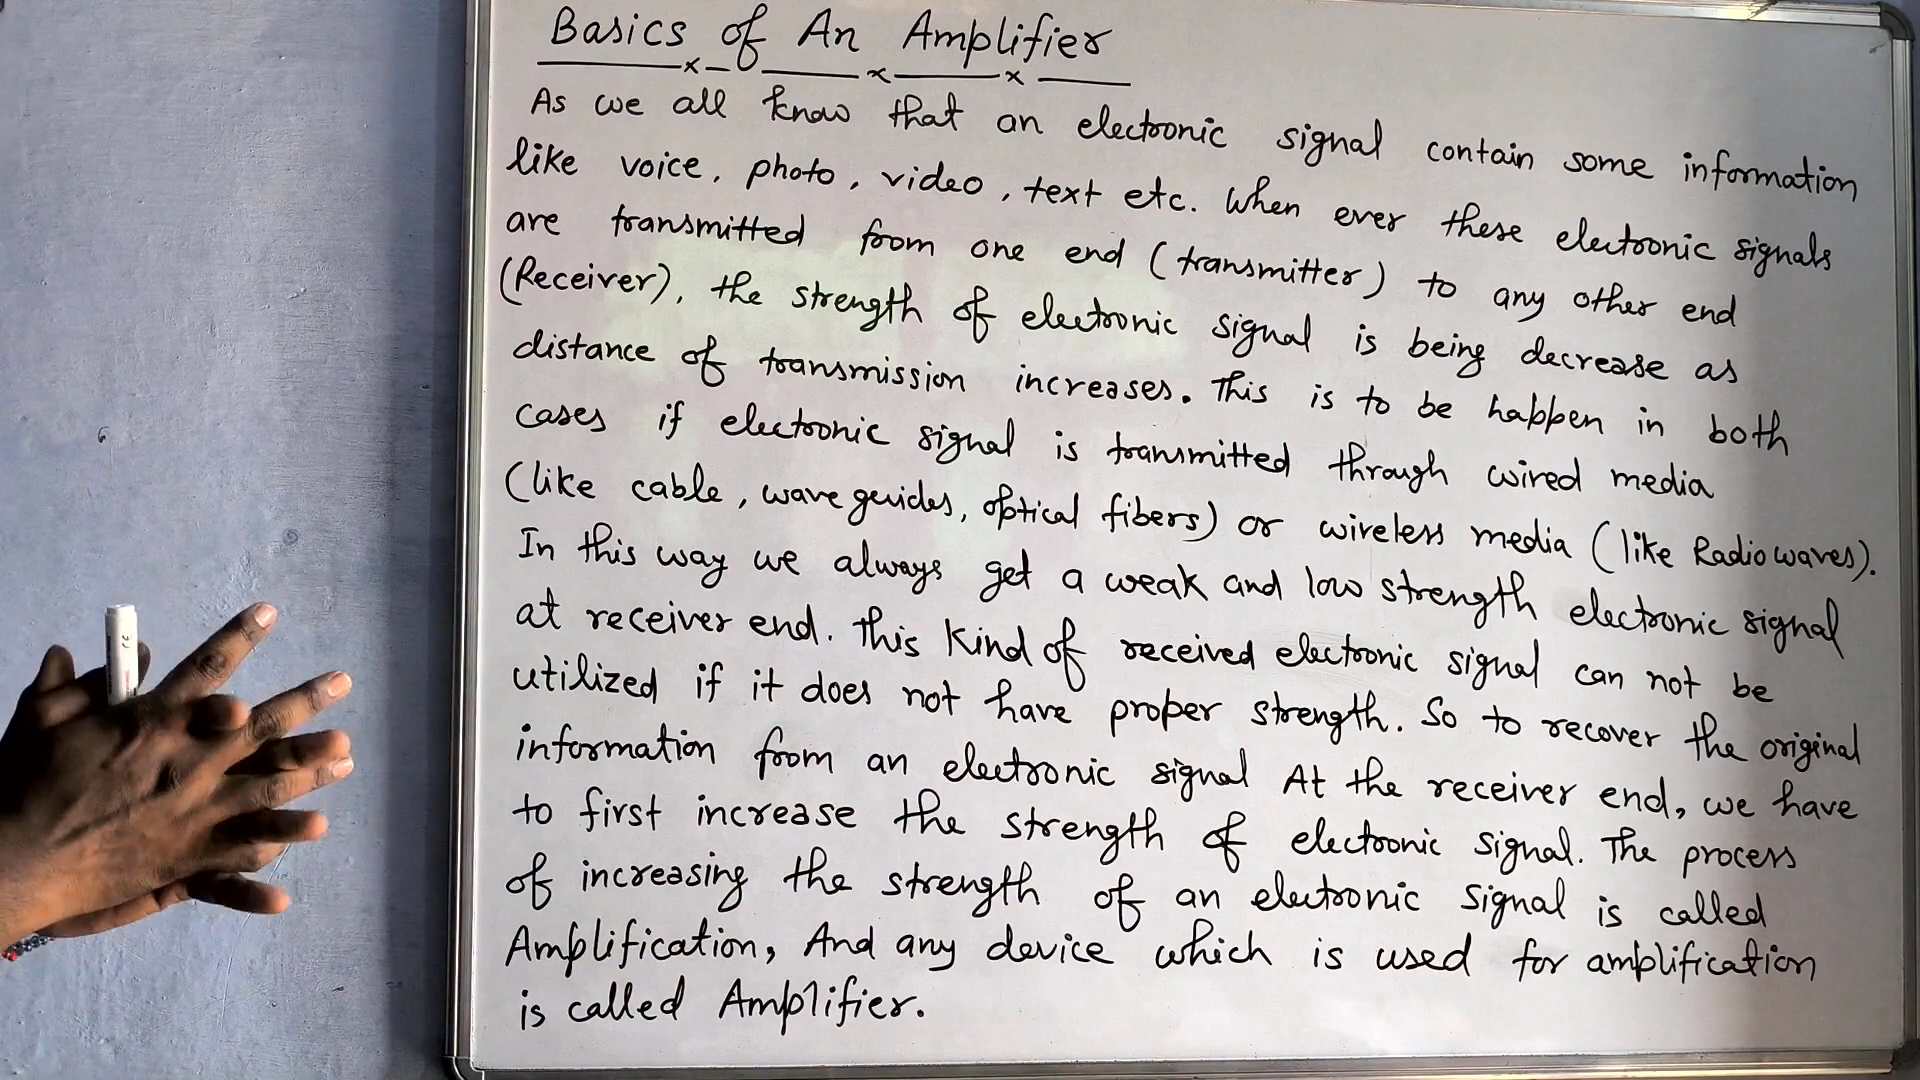 Basics of An Amplifier
As we all know that an electronic signal contain some information
like voice, photo, video, text etc. When ever these electronic signals
are transmitted from one end (transmitter) to any other end
(Receiver), the strength of electronic signal is being decrease as
distance of transmission increases. This is to be happen in both
cases if electronic signal is transmitted through wired media
(like cable, wave guides, optical fibers) or wireless media (like Radio waves).
In this way we always get a weak and low strength electronic signal
at receiver end. This kind of received electronic signal can not be
utilized if it does not have proper strength. So to recover the original
information from an electronic signal At the receiver end, we have
to first increase the strength of electronic signal. The process
of increasing the strength of an electronic signal is called
Amplification, And any device which is used for amplification
is called Amplifier.